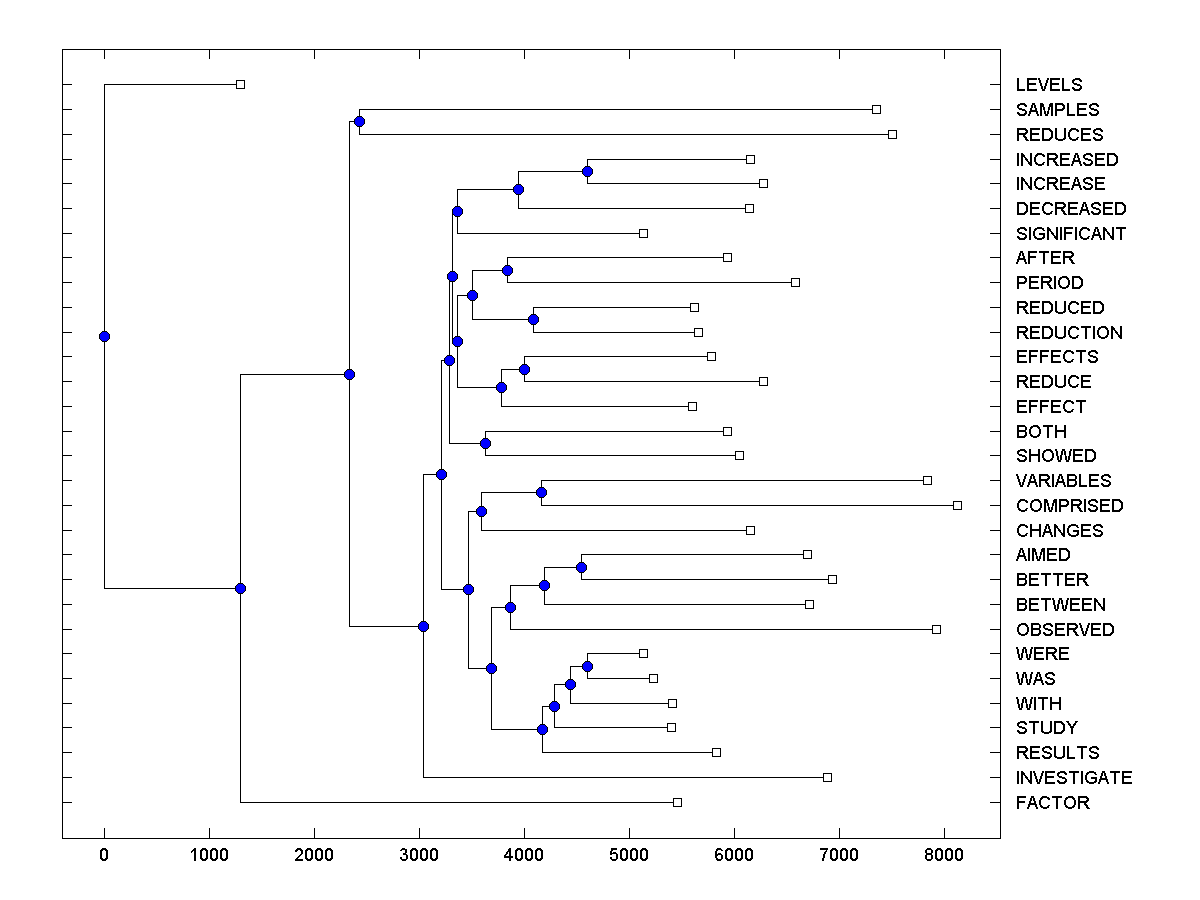 LEVELS
SAMPLES
REDUCES
INCREASED
INCREASE
DECREASED
SIGNIFICANT
AFTER
PERIOD
REDUCED
REDUCTION
EFFECTS
REDUCE
EFFECT
BOTH
SHOWED
VARIABLES
COMPRISED
CHANGES
AIMED
BETTER
BETWEEN
OBSERVED
WERE
WAS
WITH
STUDY
RESULTS
INVESTIGATE
FACTOR
0 1000 2000 3000 4000 5000 6000 7000 8000